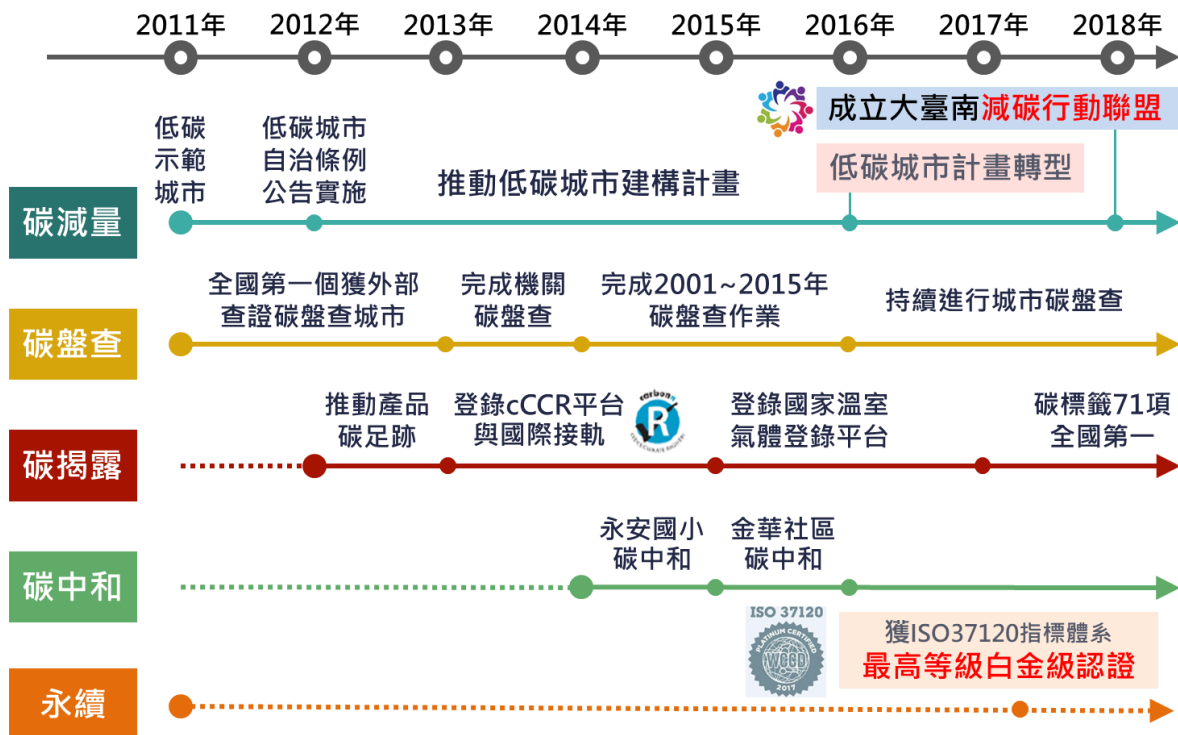 2011年 2012年 2013年 2014年 2015年 2016年 2017年 2018年
成立大臺南減碳行動聯盟
低碳城市計畫轉型
碳減量
低碳
示範
城市
低碳城市
自治條例
公告實施
推動低碳城市建構計畫
碳盤查
全國第一個獲外部
查證碳盤查城市
完成機關
碳盤查
完成2001~2015年
碳盤查作業
持續進行城市碳盤查
碳揭露
推動產品
碳足跡
登錄cCCR平台
與國際接軌
carbonn
R
登錄國家溫室
氣體登錄平台
碳標籤71項
全國第一
碳中和
永安國小
碳中和
金華社區
碳中和
永續
ISO 37120
PLATINUM CERTIFIED
WCCD
2017
獲ISO37120指標體系
最高等級白金級認證